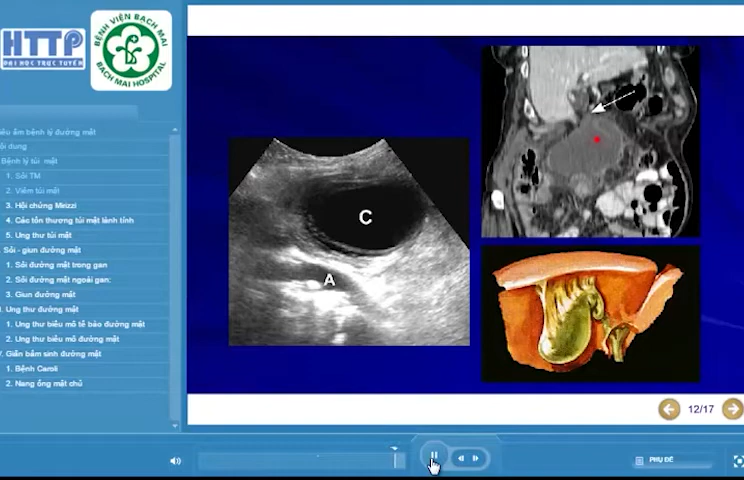 HTTP
ĐẠI HỌC TRỰC TUYẾN
BỆNH VIỆN BẠCH MAI
BACH MAI HOSPITAL
siêu âm bệnh lý đường mật
ội dung
Bệnh lý túi mật
1. Sỏi TM
2. Viêm túi mật
3. Hội chứng Mirizzi
4. Các tổn thương túi mật lành tính
5. Ung thư túi mật
. Sỏi - giun đường mật
1. Sỏi đường mật trong gan
2. Sỏi đường mật ngoài gan;
3. Giun đường mật
I. Ung thư đường mật
1. Ung thư biểu mô tế bào đường mật
2. Ung thư biểu mô đường mật
V. Giãn bẩm sinh đường mật
1. Bệnh Caroli
2. Nang ống mật chủ
C
A
12/17
PHỤ ĐỀ